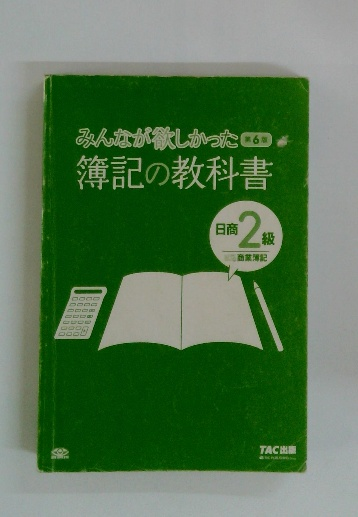 みんなが欲しかった 第6版
簿記の教科書
日商2級
商業簿記
TAC出版